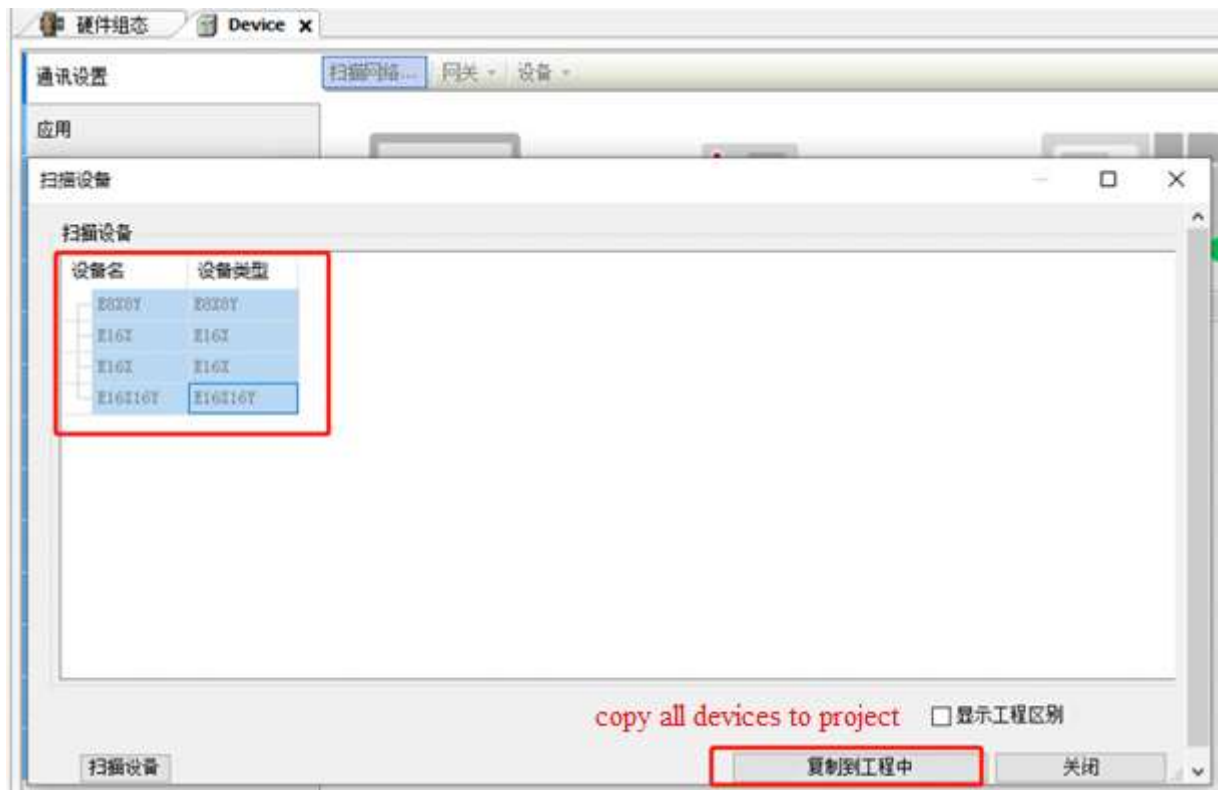 硬件组态 Device
通讯设置 扫描网络... 网关 设备
应用
扫描设备
扫描设备
设备名 设备类型
E8X8Y E8X8Y
E16X E16X
E16X E16X
E16X16Y E16X16Y
copy all devices to project 显示工程区别
扫描设备 复制到工程中 关闭